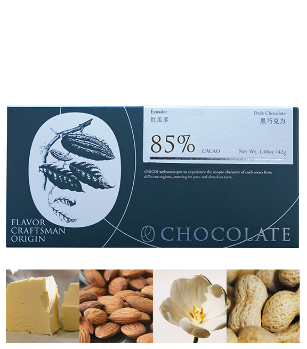 Ecuador
厄瓜多
Dark Chocolate
黑巧克力
85% CACAO
Net Wt. 1.48oz /42g
FLAVOR
CRAFTSMAN
ORIGIN
CHOCOLATE